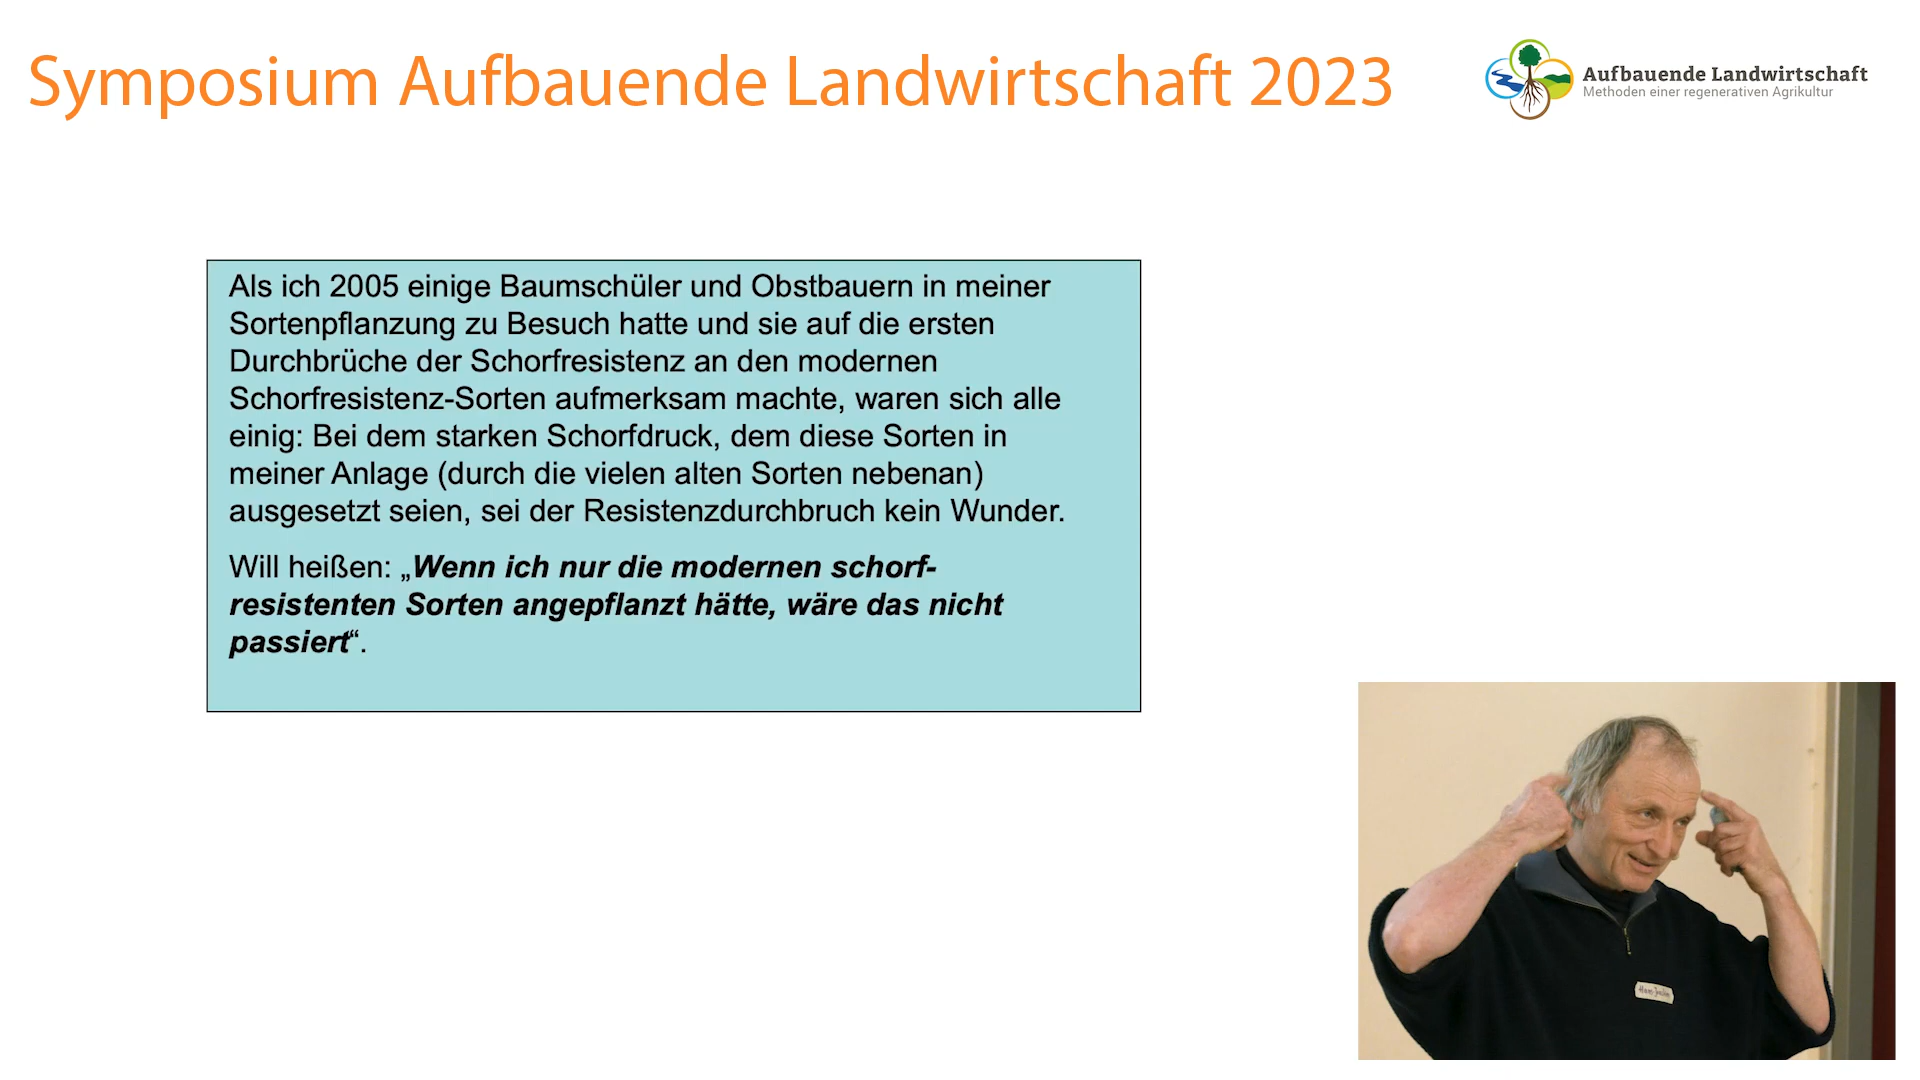 Symposium Aufbauende Landwirtschaft 2023
Aufbauende Landwirtschaft
Methoden einer regenerativen Agrikultur
Als ich 2005 einige Baumschüler und Obstbauern in meiner
Sortenpflanzung zu Besuch hatte und sie auf die ersten
Durchbrüche der Schorfresistenz an den modernen
Schorfresistenz-Sorten aufmerksam machte, waren sich alle
einig: Bei dem starken Schorfdruck, dem diese Sorten in
meiner Anlage (durch die vielen alten Sorten nebenan)
ausgesetzt seien, sei der Resistenzdurchbruch kein Wunder.
Will heißen: „Wenn ich nur die modernen schorf-
resistenten Sorten angepflanzt hätte, wäre das nicht
passiert“.